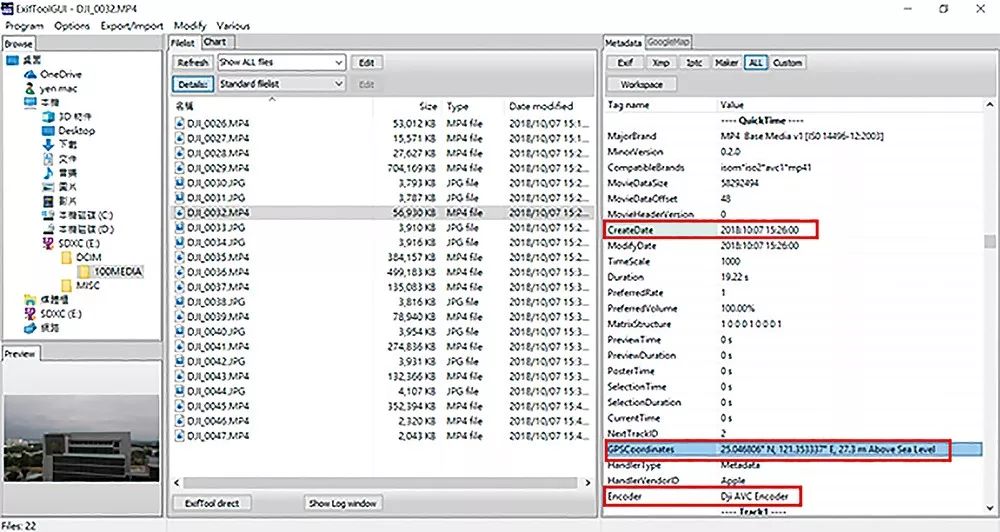 ExifToolGUI - DJI_0032.MP4
Program Options Export/Import Modify Various
Browse
桌面
OneDrive
yen mac
本機
3D 物件
Desktop
下載
文件
音樂
圖片
影片
本機磁碟 (C:)
本機磁碟 (D:)
SDXC (E:)
DCIM
100MEDIA
MISC
媒體櫃
SDXC (E:)
網路
Preview
Files: 22
Filelist Chart
Refresh Show ALL files Edit
Details: Standard filelist Edit
名稱 Size Type Date modified
DJI_0026.MP4 53,012 KB MP4 file 2018/10/07 15:1...
DJI_0027.MP4 15,571 KB MP4 file 2018/10/07 15:2...
DJI_0028.MP4 27,627 KB MP4 file 2018/10/07 15:2...
DJI_0029.MP4 704,169 KB MP4 file 2018/10/07 15:2...
DJI_0030.JPG 3,793 KB JPG file 2018/10/07 15:2...
DJI_0031.JPG 3,787 KB JPG file 2018/10/07 15:2...
DJI_0032.MP4 56,930 KB MP4 file 2018/10/07 15:2...
DJI_0033.JPG 3,910 KB JPG file 2018/10/07 15:2...
DJI_0034.JPG 3,916 KB JPG file 2018/10/07 15:2...
DJI_0035.MP4 384,157 KB MP4 file 2018/10/07 15:2...
DJI_0036.MP4 499,183 KB MP4 file 2018/10/07 15:3...
DJI_0037.MP4 135,083 KB MP4 file 2018/10/07 15:3...
DJI_0038.JPG 3,816 KB JPG file 2018/10/07 15:3...
DJI_0039.MP4 78,940 KB MP4 file 2018/10/07 15:3...
DJI_0040.JPG 3,954 KB JPG file 2018/10/07 15:3...
DJI_0041.MP4 274,836 KB MP4 file 2018/10/07 15:3...
DJI_0042.JPG 3,931 KB JPG file 2018/10/07 15:3...
DJI_0043.MP4 132,366 KB MP4 file 2018/10/07 15:3...
DJI_0044.JPG 4,107 KB JPG file 2018/10/07 15:3...
DJI_0045.MP4 352,394 KB MP4 file 2018/10/07 15:4...
DJI_0046.MP4 2,320 KB MP4 file 2018/10/07 15:4...
DJI_0047.MP4 2,043 KB MP4 file 2018/10/07 15:4...
ExifTool direct Show Log window
Metadata GoogleMap
Exif Xmp Iptc Maker ALL Custom
Workspace
Tag name Value
---- QuickTime ----
MajorBrand MP4 Base Media v1 [ISO 14496-12:2003]
MinorVersion 0.2.0
CompatibleBrands isom*iso2*avc1*mp41
MovieDataSize 58292494
MovieDataOffset 48
MovieHeaderVersion 0
CreateDate 2018:10:07 15:26:00
ModifyDate 2018:10:07 15:26:00
TimeScale 1000
Duration 19.22 s
PreferredRate 1
PreferredVolume 100.00%
MatrixStructure 1 0 0 0 1 0 0 0 1
PreviewTime 0 s
PreviewDuration 0 s
PosterTime 0 s
SelectionTime 0 s
SelectionDuration 0 s
CurrentTime 0 s
NextTrackID 2
GPSCoordinates 25.046806° N, 121.353337° E, 27.3 m Above Sea Level
HandlerType Metadata
HandlerVendorID Apple
Encoder Dji AVC Encoder
---- Track1 ----